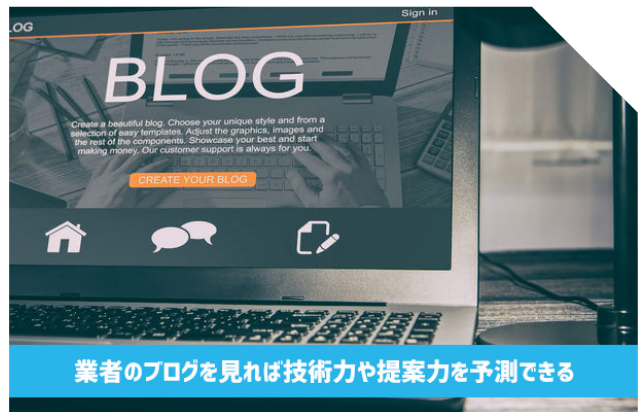 LOG
Sign in
BLOG
Create a beautiful blog. Choose your unique style and from a
selection of easy templates. Adjust the graphics, images and
the rest of the components. Showcase your best and start
making money. Our customer support is always for you.
CREATE YOUR BLOG
業者のブログを見れば技術力や提案力を予測できる